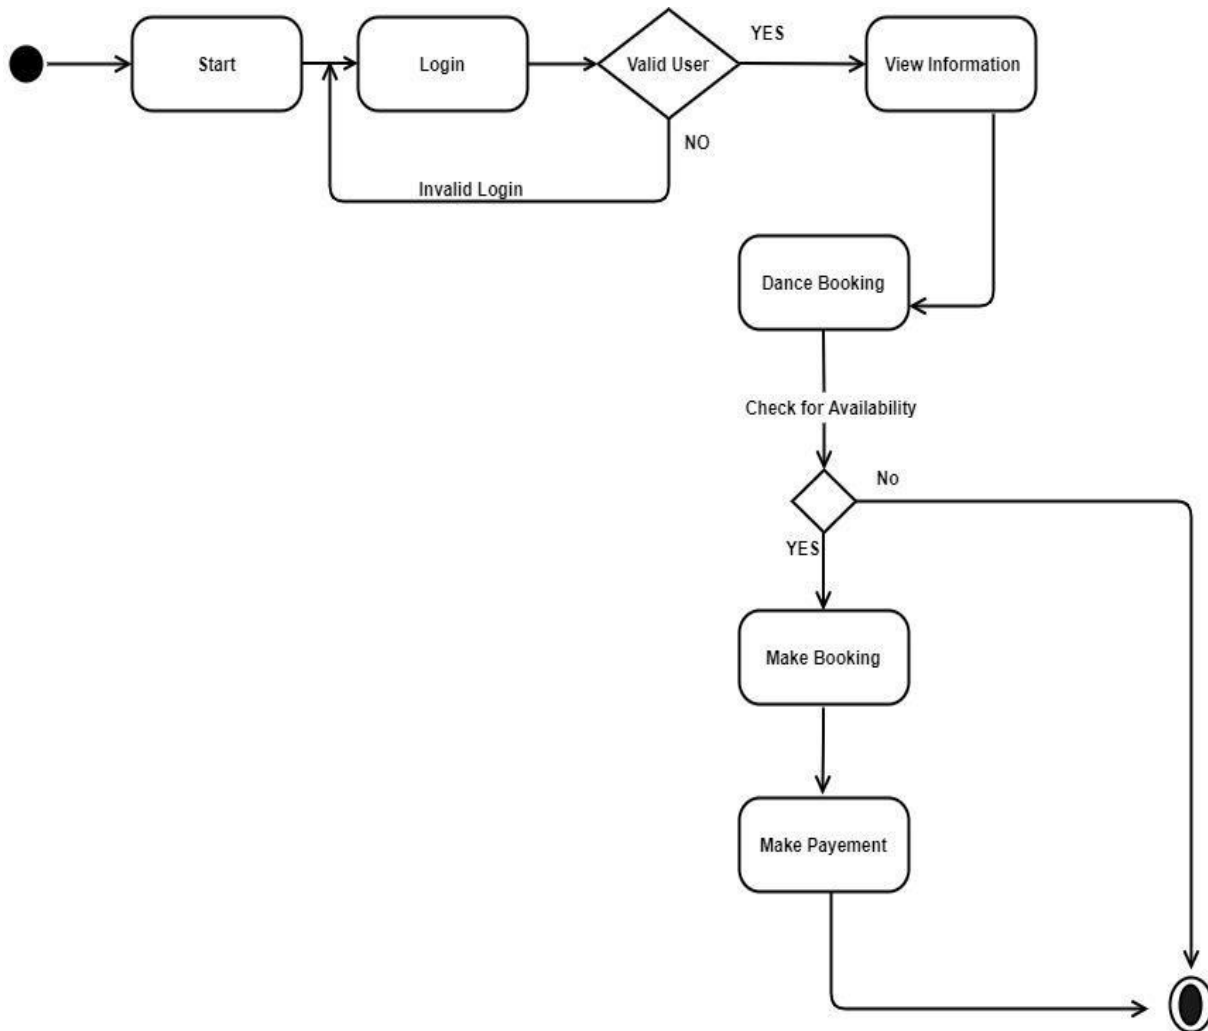 Start
Login
Valid User
YES
View Information
NO
Invalid Login
Dance Booking
Check for Availability
No
YES
Make Booking
Make Payement